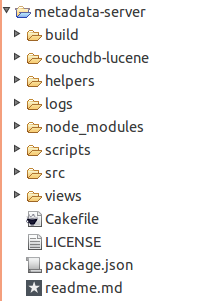 metadata-server
build
couchdb-lucene
helpers
logs
node_modules
scripts
src
views
Cakefile
LICENSE
package.json
readme.md